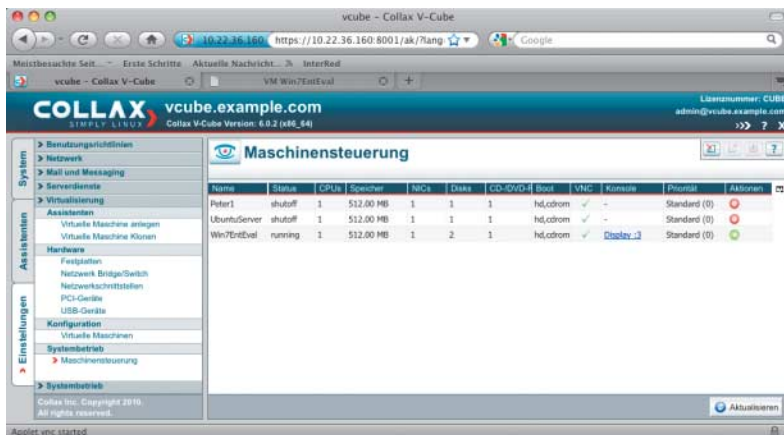 vcube – Collax V-Cube
10.22.36.160 https://10.22.36.160:8001/ak/?lang
Google
Meistbesuchte Seit... Erste Schritte Aktuelle Nachricht... InterRed
vcube – Collax V-Cube
VM Win7EntEval
COLLAX
SIMPLY LINUX
vcube.example.com
Collax V-Cube Version: 6.0.2 (x86_64)
Lizenznummer: CUBE
admin@vcube.example.com
>>> ? X
System
Assistenten
Einstellungen
Benutzungsrichtlinien
Netzwerk
Mail und Messaging
Serverdienste
Virtualisierung
Assistenten
Virtuelle Maschine anlegen
Virtuelle Maschine Klonen
Hardware
Festplatten
Netzwerk Bridge/Switch
Netzwerkschnittstellen
PCI-Geräte
USB-Geräte
Konfiguration
Virtuelle Maschinen
Systembetrieb
Maschinensteuerung
Systembetrieb
Collax Inc. Copyright 2010.
All rights reserved.
Maschinensteuerung
Name Status CPUs Speicher NICs Disks CD-/DVD-R Boot VNC Konsole Priorität Aktionen
Peter1 shutoff 1 512.00 MB 1 1 1 hd,cdrom - Standard (0)
UbuntuServer shutoff 1 512.00 MB 1 1 1 hd,cdrom - Standard (0)
Win7EntEval running 1 512.00 MB 1 2 1 hd,cdrom Display :3 Standard (0)
Aktualisieren
Applet vnc started